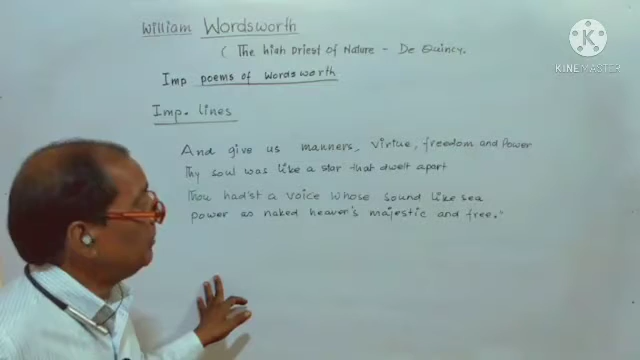 William Wordsworth
( The high Priest of Nature - De Quincy.
Imp poems of Wordsworth
Imp. lines
And give us manners, virtue, freedom and Power
Thy soul was like a star that dwelt apart
Thou had'st a voice whose sound like sea
power as naked heaven's majestic and free."
K
KINEMASTER